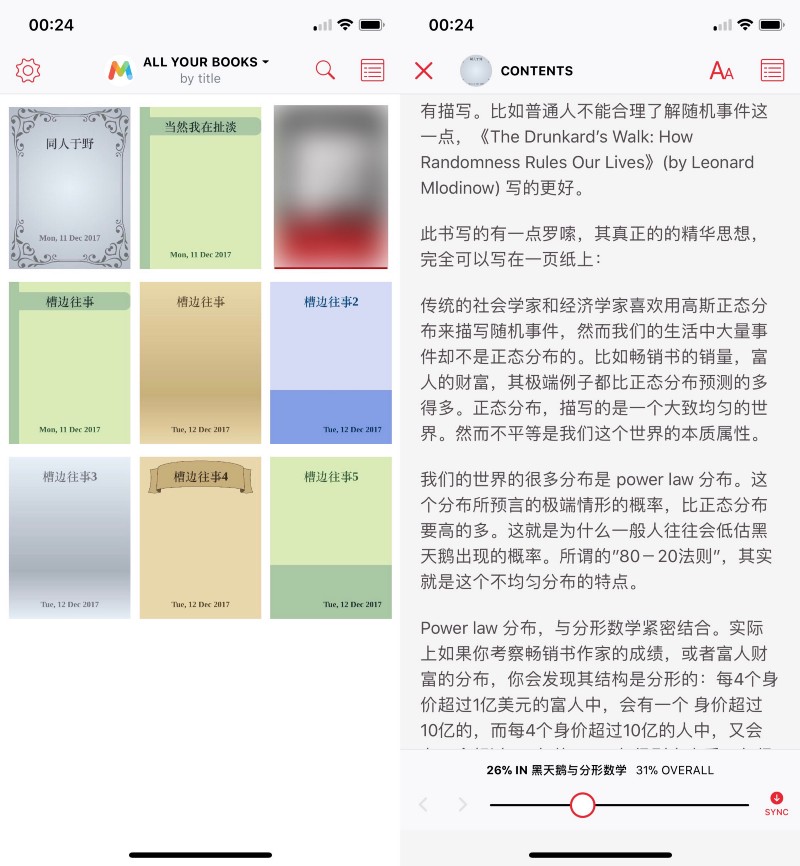 00:24
ALL YOUR BOOKS
by title
同人于野
Mon, 11 Dec 2017
当然我在扯淡
Mon, 11 Dec 2017
槽边往事
Mon, 11 Dec 2017
槽边往事
Tue, 12 Dec 2017
槽边往事2
Tue, 12 Dec 2017
槽边往事3
Tue, 12 Dec 2017
槽边往事4
Tue, 12 Dec 2017
槽边往事5
Tue, 12 Dec 2017
00:24
CONTENTS
AA
有描写。比如普通人不能合理了解随机事件这
一点，《The Drunkard’s Walk: How
Randomness Rules Our Lives》(by Leonard
Mlodinow) 写的更好。
此书写的有一点罗嗦，其真正的的精华思想，
完全可以写在一页纸上：
传统的社会学家和经济学家喜欢用高斯正态分
布来描写随机事件，然而我们的生活中大量事
件却不是正态分布的。比如畅销书的销量，富
人的财富，其极端例子都比正态分布预测的多
得多。正态分布，描写的是一个大致均匀的世
界。然而不平等是我们这个世界的本质属性。
我们的世界的很多分布是 power law 分布。这
个分布所预言的极端情形的概率，比正态分布
要高的多。这就是为什么一般人往往会低估黑
天鹅出现的概率。所谓的”80－20法则”，其实
就是这个不均匀分布的特点。
Power law 分布，与分形数学紧密结合。实际
上如果你考察畅销书作家的成绩，或者富人财
富的分布，你会发现其结构是分形的：每4个身
价超过1亿美元的富人中，会有一个 身价超过
10亿的，而每4个身价超过10亿的人中，又会
26% IN 黑天鹅与分形数学 31% OVERALL
SYNC